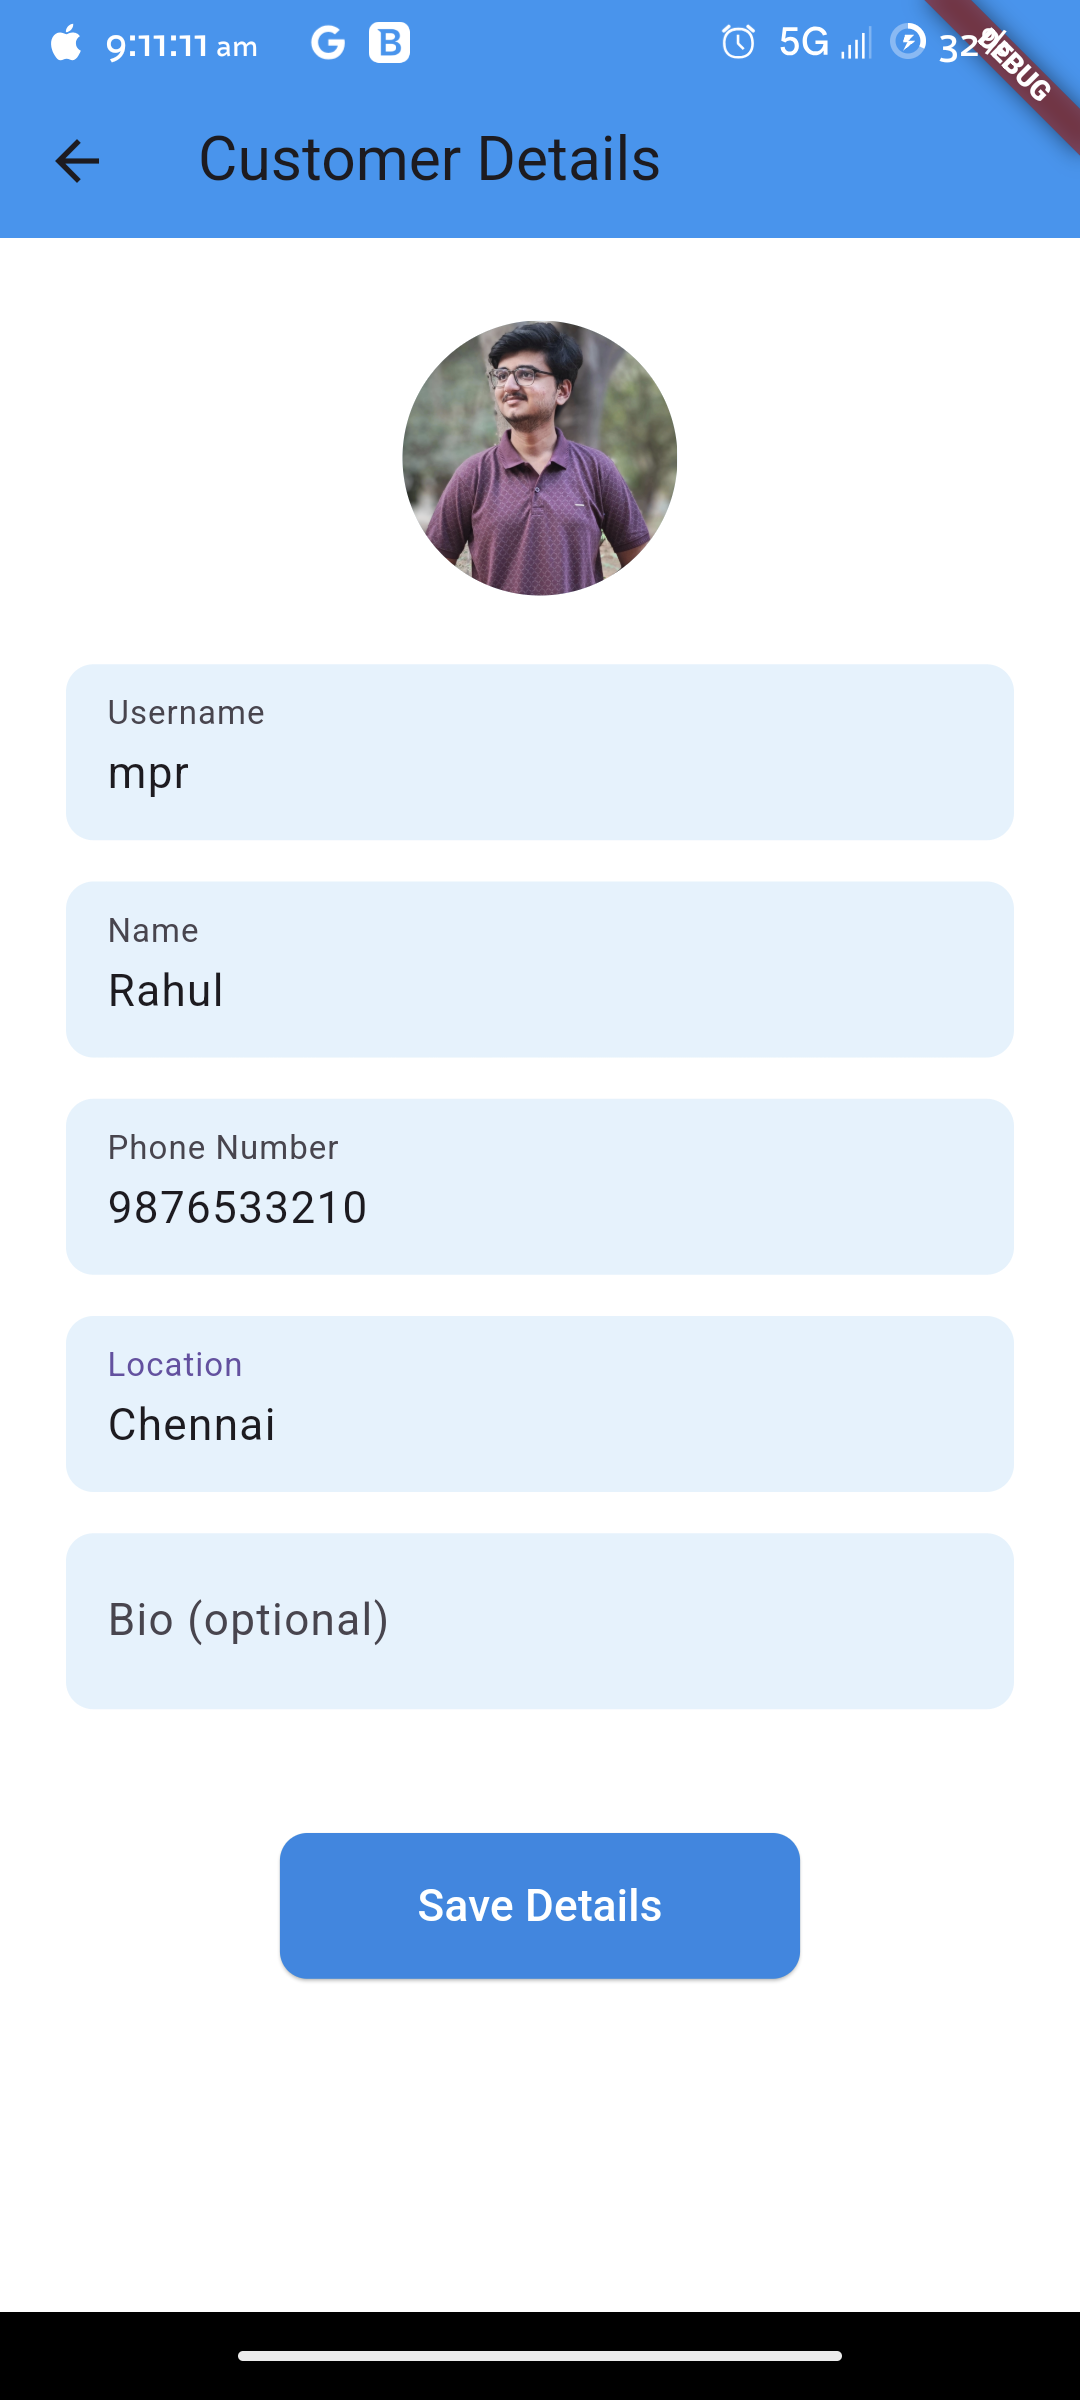 9:11:11 am G B 5G 32%
DEBUG
Customer Details
Username
mpr
Name
Rahul
Phone Number
9876533210
Location
Chennai
Bio (optional)
Save Details